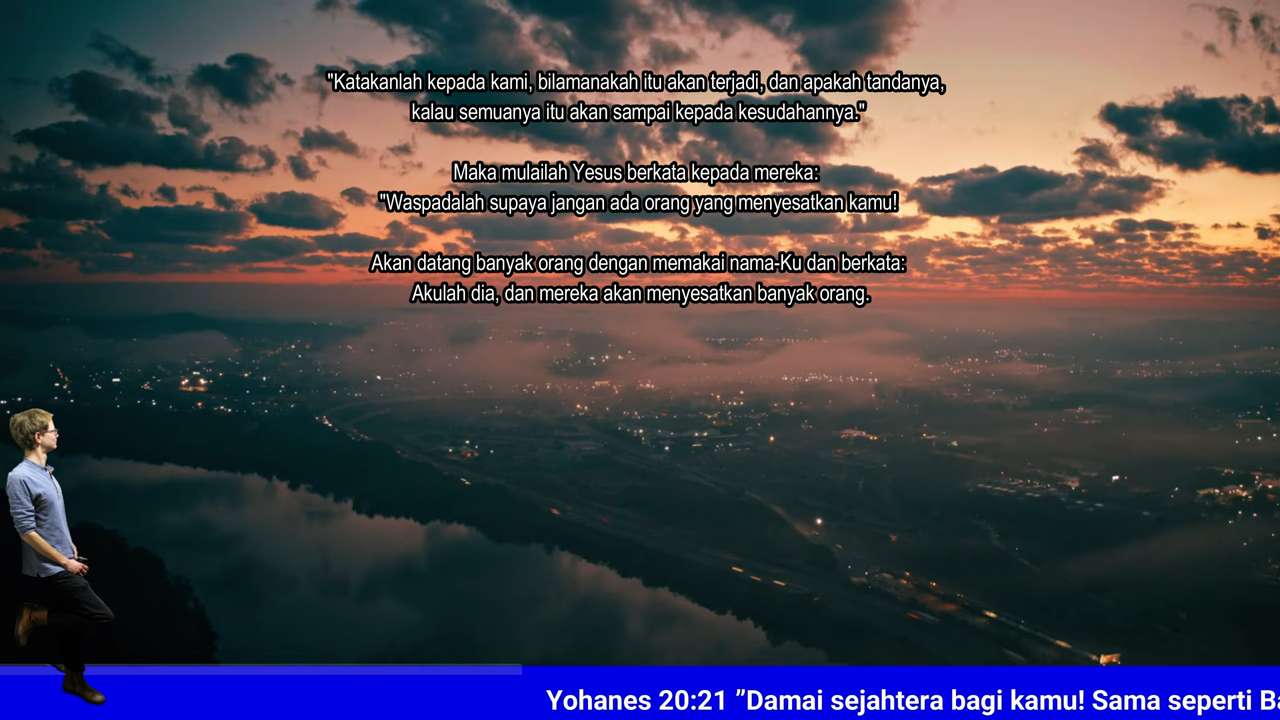 "Katakanlah kepada kami, bilamanakah itu akan terjadi, dan apakah tandanya,
kalau semuanya itu akan sampai kepada kesudahannya."
Maka mulailah Yesus berkata kepada mereka:
"Waspadalah supaya jangan ada orang yang menyesatkan kamu!
Akan datang banyak orang dengan memakai nama-Ku dan berkata:
Akulah dia, dan mereka akan menyesatkan banyak orang.
Yohanes 20:21 ”Damai sejahtera bagi kamu! Sama seperti